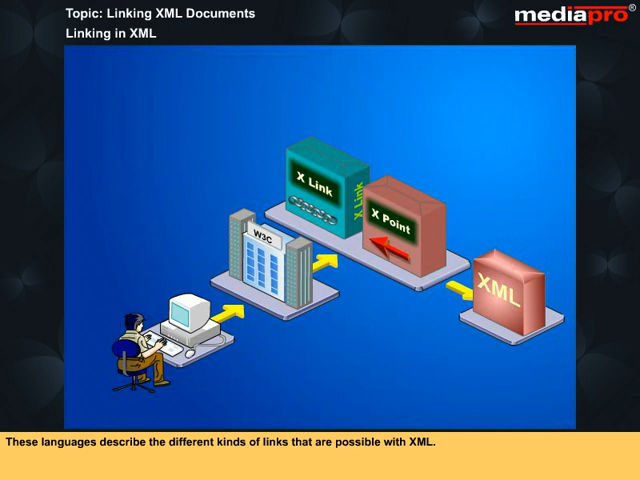 Topic: Linking XML Documents
Linking in XML
mediapro®
X Link
X Link
X Point
W3C
XML
These languages describe the different kinds of links that are possible with XML.